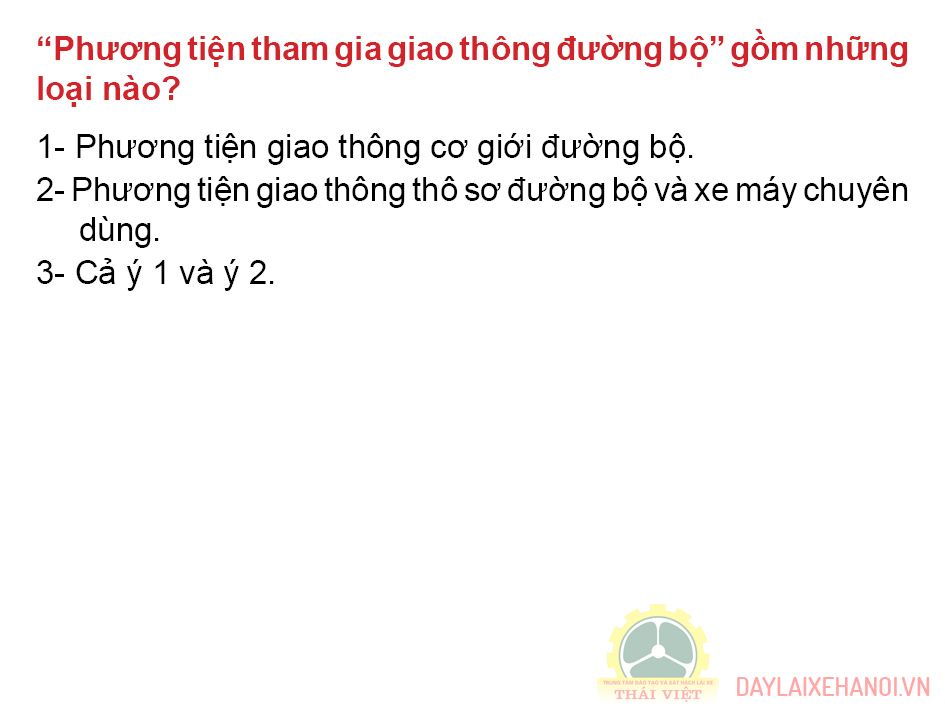 “Phương tiện tham gia giao thông đường bộ” gồm những
loại nào?
1- Phương tiện giao thông cơ giới đường bộ.
2- Phương tiện giao thông thô sơ đường bộ và xe máy chuyên
dùng.
3- Cả ý 1 và ý 2.
TRUNG TÂM ĐÀO TẠO VÀ SÁT HẠCH LÁI XE
THÁI VIỆT
DAYLAIXEHANOI.VN